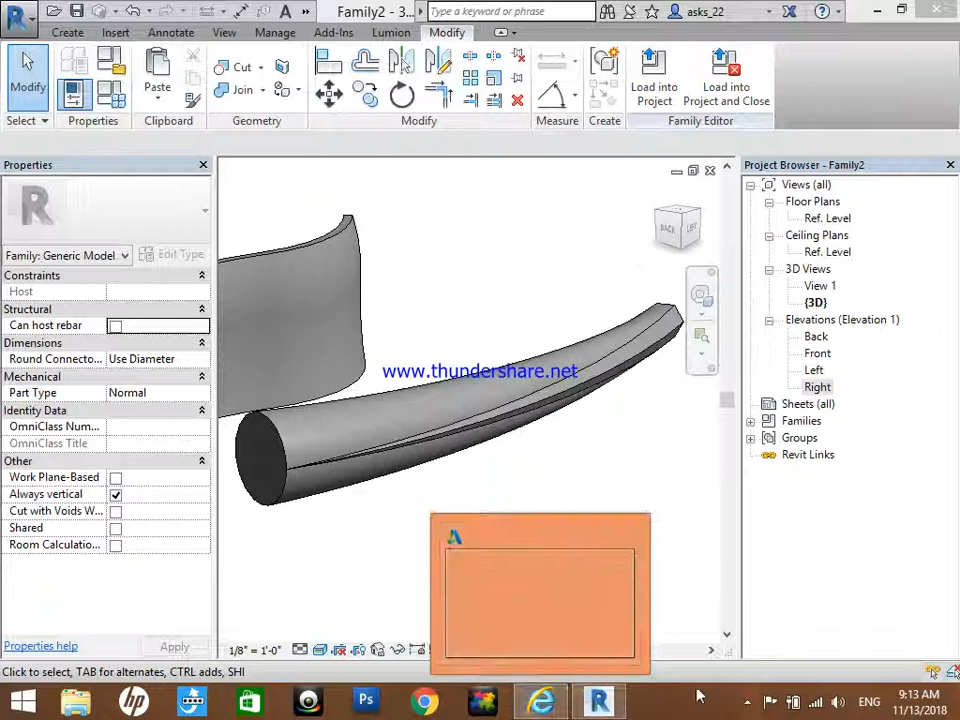 Family2 - 3...
Type a keyword or phrase
asks_22
Create
Insert
Annotate
View
Manage
Add-Ins
Lumion
Modify
Modify
Select
Properties
Paste
Clipboard
Cut
Join
Geometry
Modify
Measure
Create
Load into
Project
Load into
Project and Close
Family Editor
Properties
Family: Generic Model
Edit Type
Constraints
Host
Structural
Can host rebar
Dimensions
Round Connecto...
Use Diameter
Mechanical
Part Type
Normal
Identity Data
OmniClass Num...
OmniClass Title
Other
Work Plane-Based
Always vertical
Cut with Voids W...
Shared
Room Calculatio...
Properties help
Apply
BACK
LEFT
www.thundershare.net
1/8" = 1'-0"
Project Browser - Family2
Views (all)
Floor Plans
Ref. Level
Ceiling Plans
Ref. Level
3D Views
View 1
{3D}
Elevations (Elevation 1)
Back
Front
Left
Right
Sheets (all)
Families
Groups
Revit Links
Click to select, TAB for alternates, CTRL adds, SHI
ENG
9:13 AM
11/13/2018